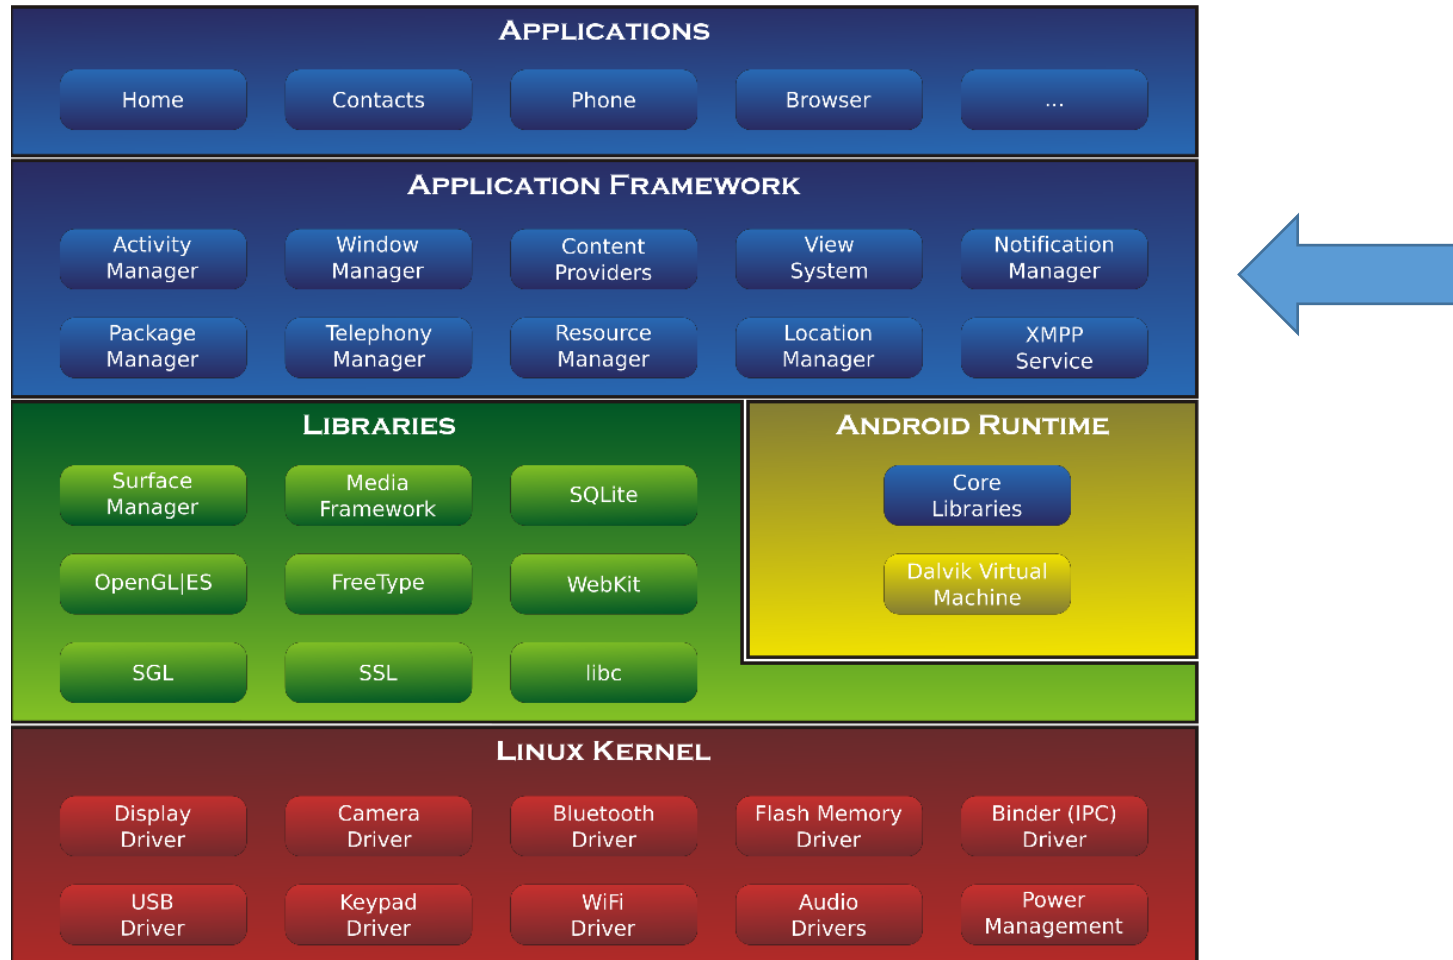 APPLICATIONS
Home
Contacts
Phone
Browser
...
APPLICATION FRAMEWORK
Activity
Manager
Window
Manager
Content
Providers
View
System
Notification
Manager
Package
Manager
Telephony
Manager
Resource
Manager
Location
Manager
XMPP
Service
LIBRARIES
Surface
Manager
Media
Framework
SQLite
OpenGL|ES
FreeType
WebKit
SGL
SSL
libc
ANDROID RUNTIME
Core
Libraries
Dalvik Virtual
Machine
LINUX KERNEL
Display
Driver
Camera
Driver
Bluetooth
Driver
Flash Memory
Driver
Binder (IPC)
Driver
USB
Driver
Keypad
Driver
WiFi
Driver
Audio
Drivers
Power
Management